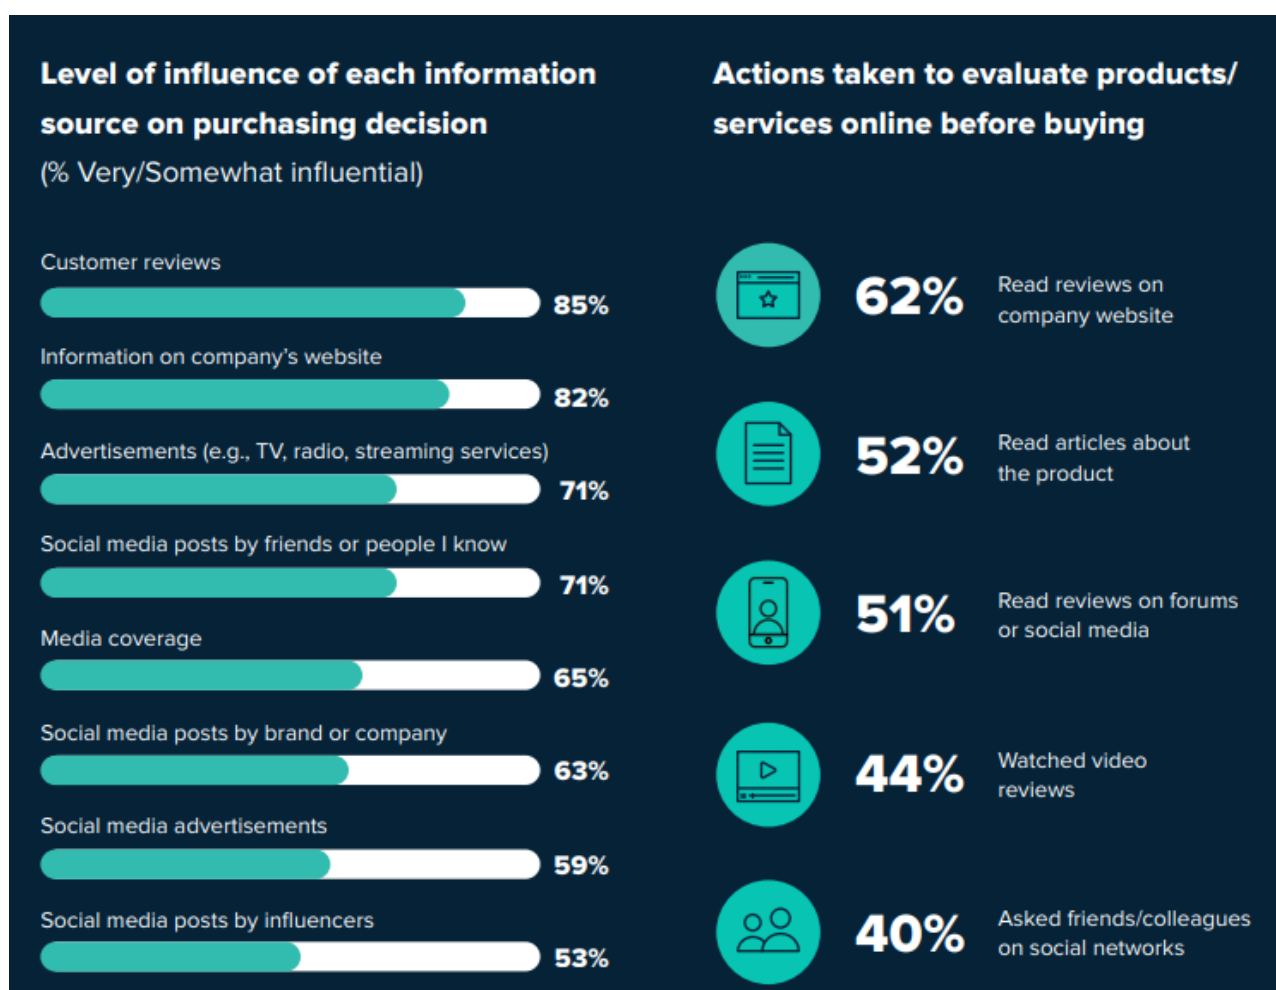 Level of influence of each information
source on purchasing decision
(% Very/Somewhat influential)
Customer reviews
85%
Information on company’s website
82%
Advertisements (e.g., TV, radio, streaming services)
71%
Social media posts by friends or people I know
71%
Media coverage
65%
Social media posts by brand or company
63%
Social media advertisements
59%
Social media posts by influencers
53%
Actions taken to evaluate products/
services online before buying
62%
Read reviews on
company website
52%
Read articles about
the product
51%
Read reviews on forums
or social media
44%
Watched video
reviews
40%
Asked friends/colleagues
on social networks